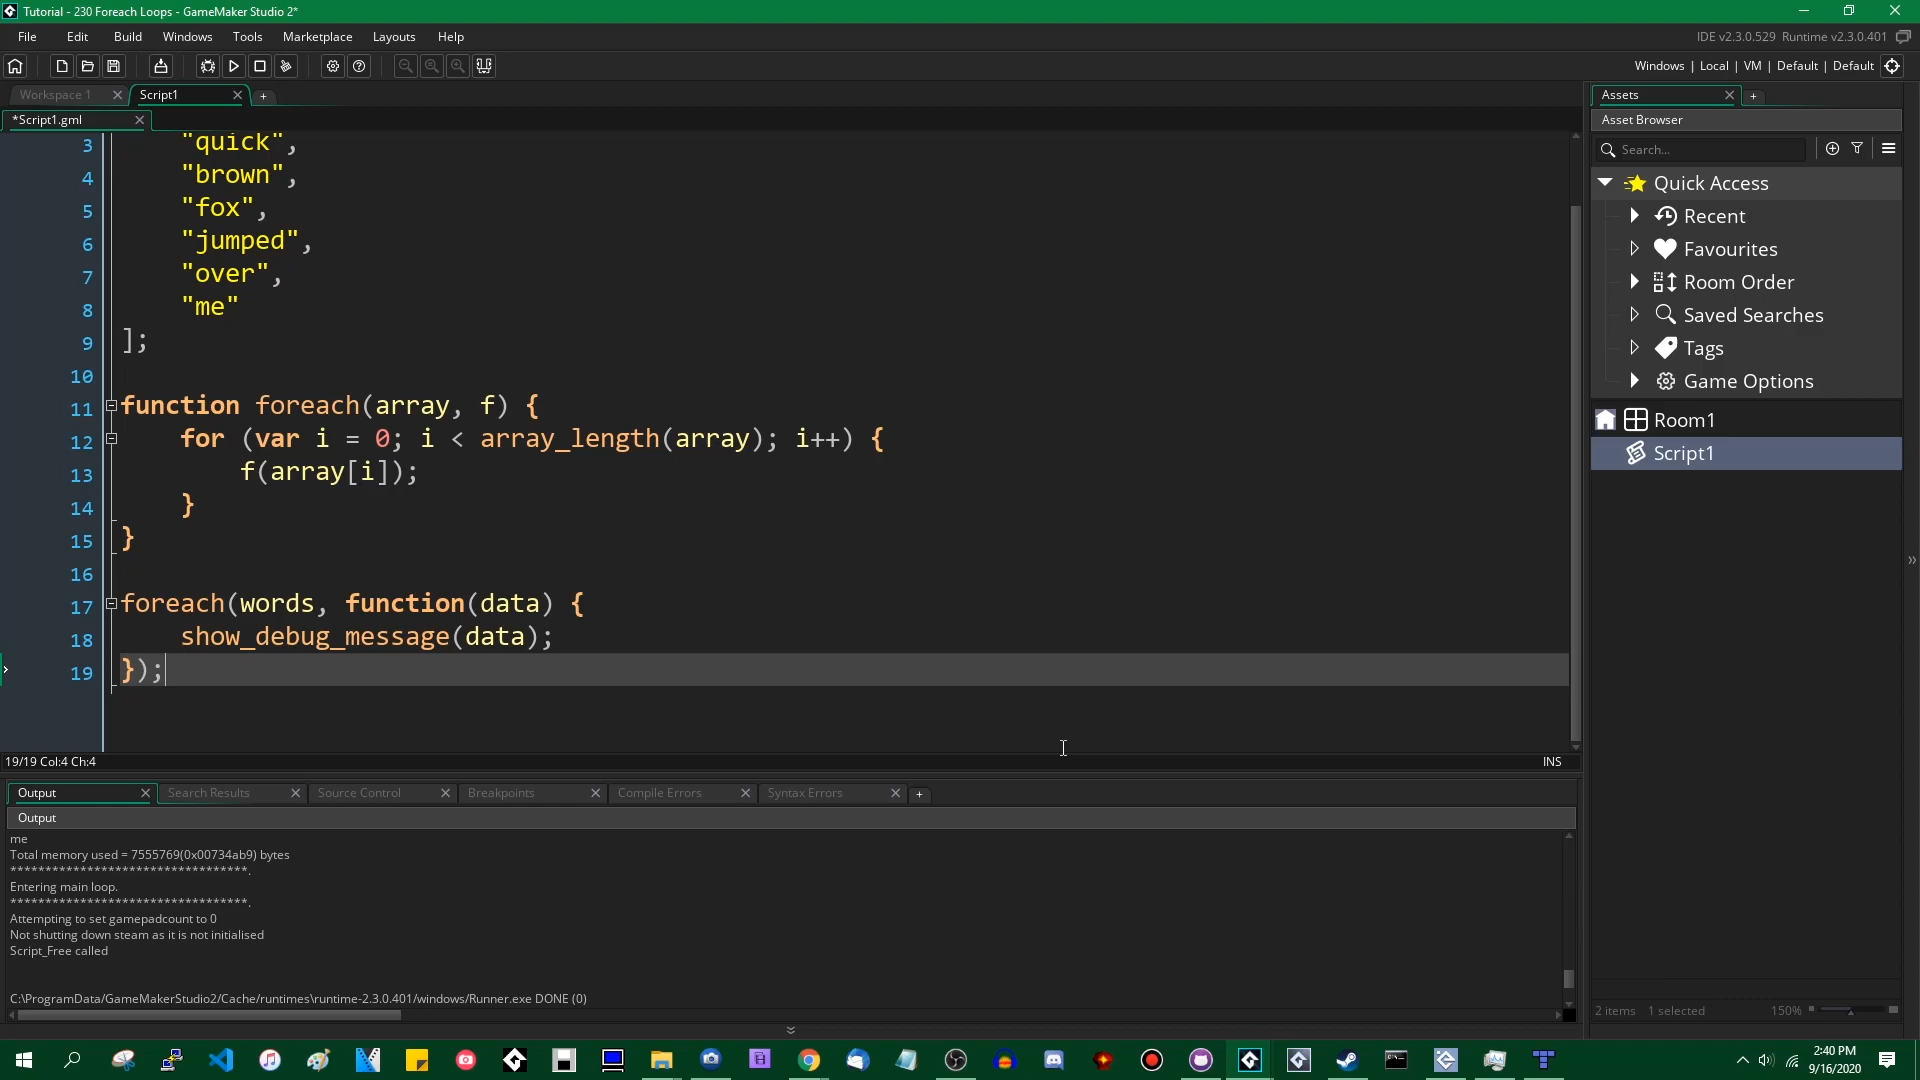 Tutorial - 230 Foreach Loops - GameMaker Studio 2*
File Edit Build Windows Tools Marketplace Layouts Help
IDE v2.3.0.529 Runtime v2.3.0.401
Windows | Local | VM | Default | Default
Workspace 1
Script1
*Script1.gml
3 "quick",
4 "brown",
5 "fox",
6 "jumped",
7 "over",
8 "me"
9 ];
10
11 function foreach(array, f) {
12 for (var i = 0; i < array_length(array); i++) {
13 f(array[i]);
14 }
15 }
16
17 foreach(words, function(data) {
18 show_debug_message(data);
19 });
19/19 Col:4 Ch:4
INS
Output Search Results Source Control Breakpoints Compile Errors Syntax Errors
Output
me
Total memory used = 7555769(0x00734ab9) bytes
**********************************.
Entering main loop.
**********************************.
Attempting to set gamepadcount to 0
Not shutting down steam as it is not initialised
Script_Free called
C:\ProgramData/GameMakerStudio2/Cache/runtimes\runtime-2.3.0.401/windows/Runner.exe DONE (0)
Assets
Asset Browser
Search...
Quick Access
Recent
Favourites
Room Order
Saved Searches
Tags
Game Options
Room1
Script1
2 items 1 selected 150%
2:40 PM
9/16/2020